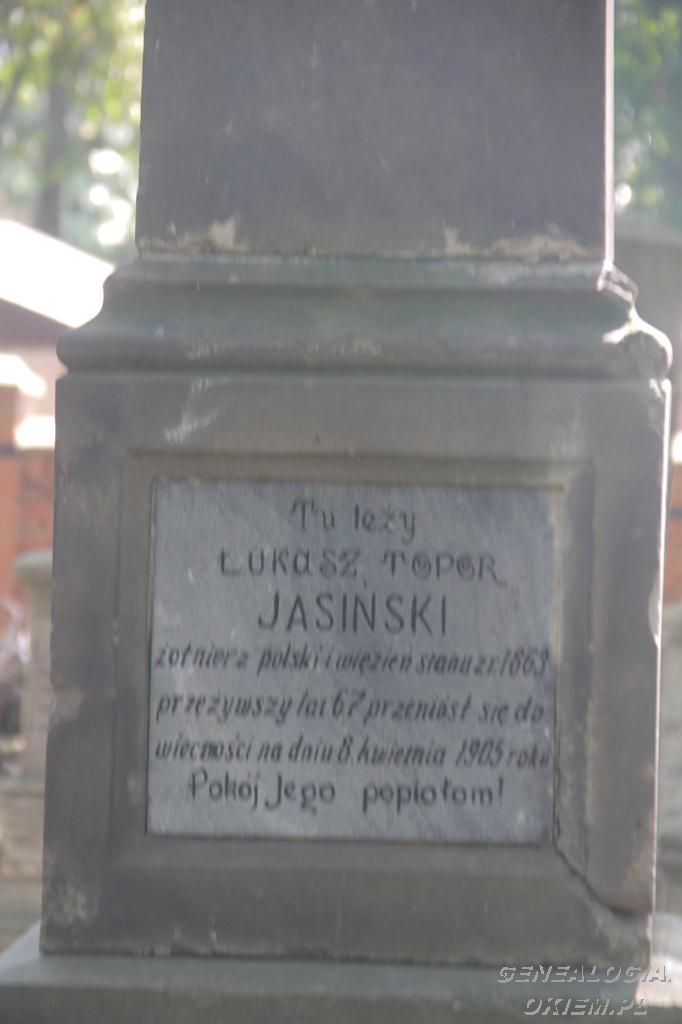 Tu leży
ŁUKASZ TOPOR
JASIŃSKI
żołnierz polski i więzień stanu z r. 1863
przeżywszy lat 67 przeniósł się do
wieczności na dniu 8. kwietnia 1905 roku
Pokój Jego popiołom!
GENEALOGIA.
OKIEM.PL